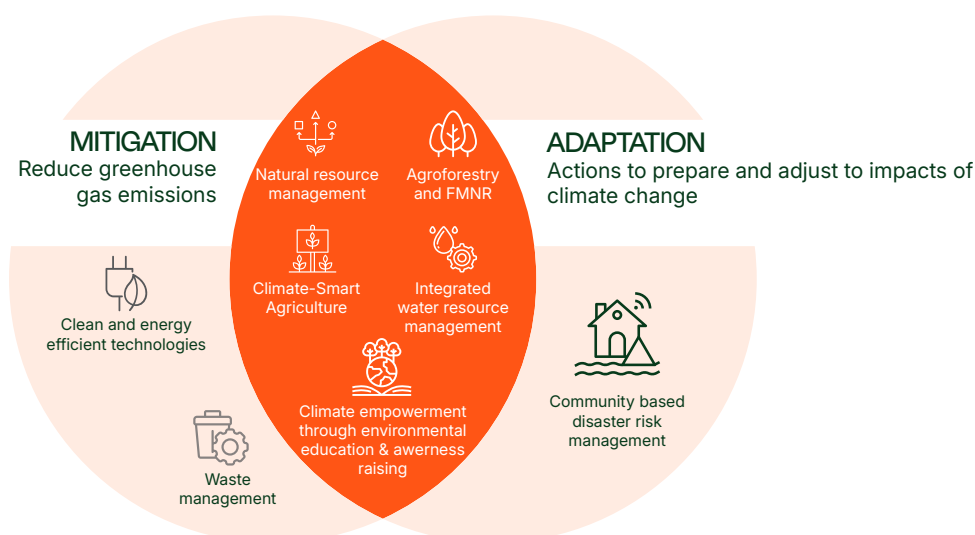 MITIGATION
Reduce greenhouse
gas emissions
ADAPTATION
Actions to prepare and adjust to impacts of
climate change
Natural resource
management
Agroforestry
and FMNR
Climate-Smart
Agriculture
Integrated
water resource
management
Climate empowerment
through environmental
education & awerness
raising
Clean and energy
efficient technologies
Waste
management
Community based
disaster risk
management